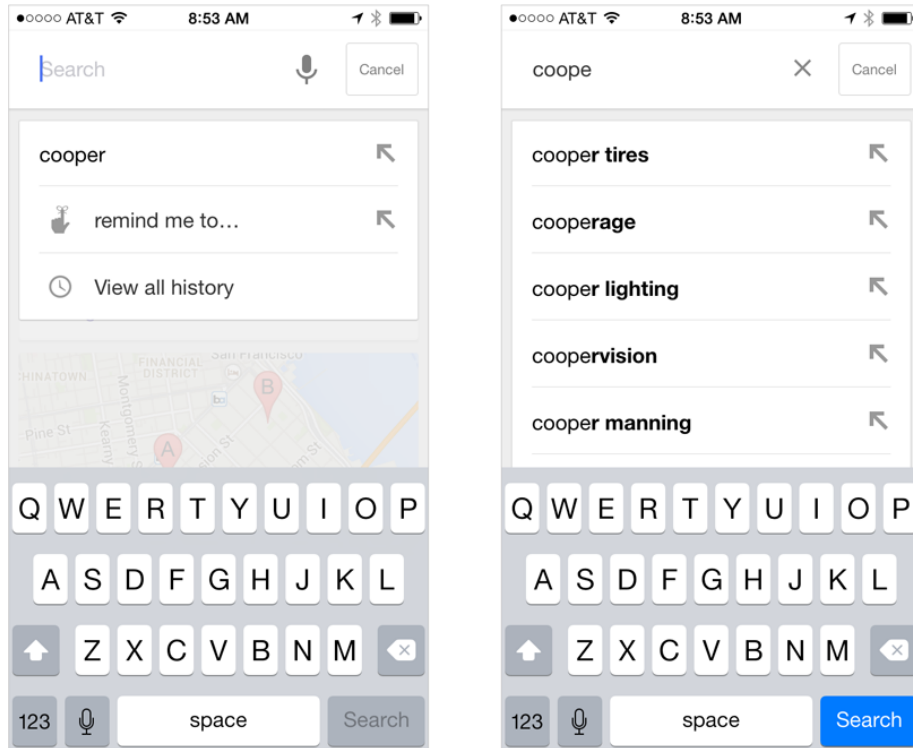 AT&T 8:53 AM
Search Cancel
cooper
remind me to...
View all history
San Francisco
FINANCIAL
DISTRICT
CHINATOWN
Montgomery St
Kearny
B
Pine St
A
Q W E R T Y U I O P
A S D F G H J K L
Z X C V B N M
123 space Search
AT&T 8:53 AM
coope Cancel
cooper tires
cooperage
cooper lighting
coopervision
cooper manning
Q W E R T Y U I O P
A S D F G H J K L
Z X C V B N M
123 space Search